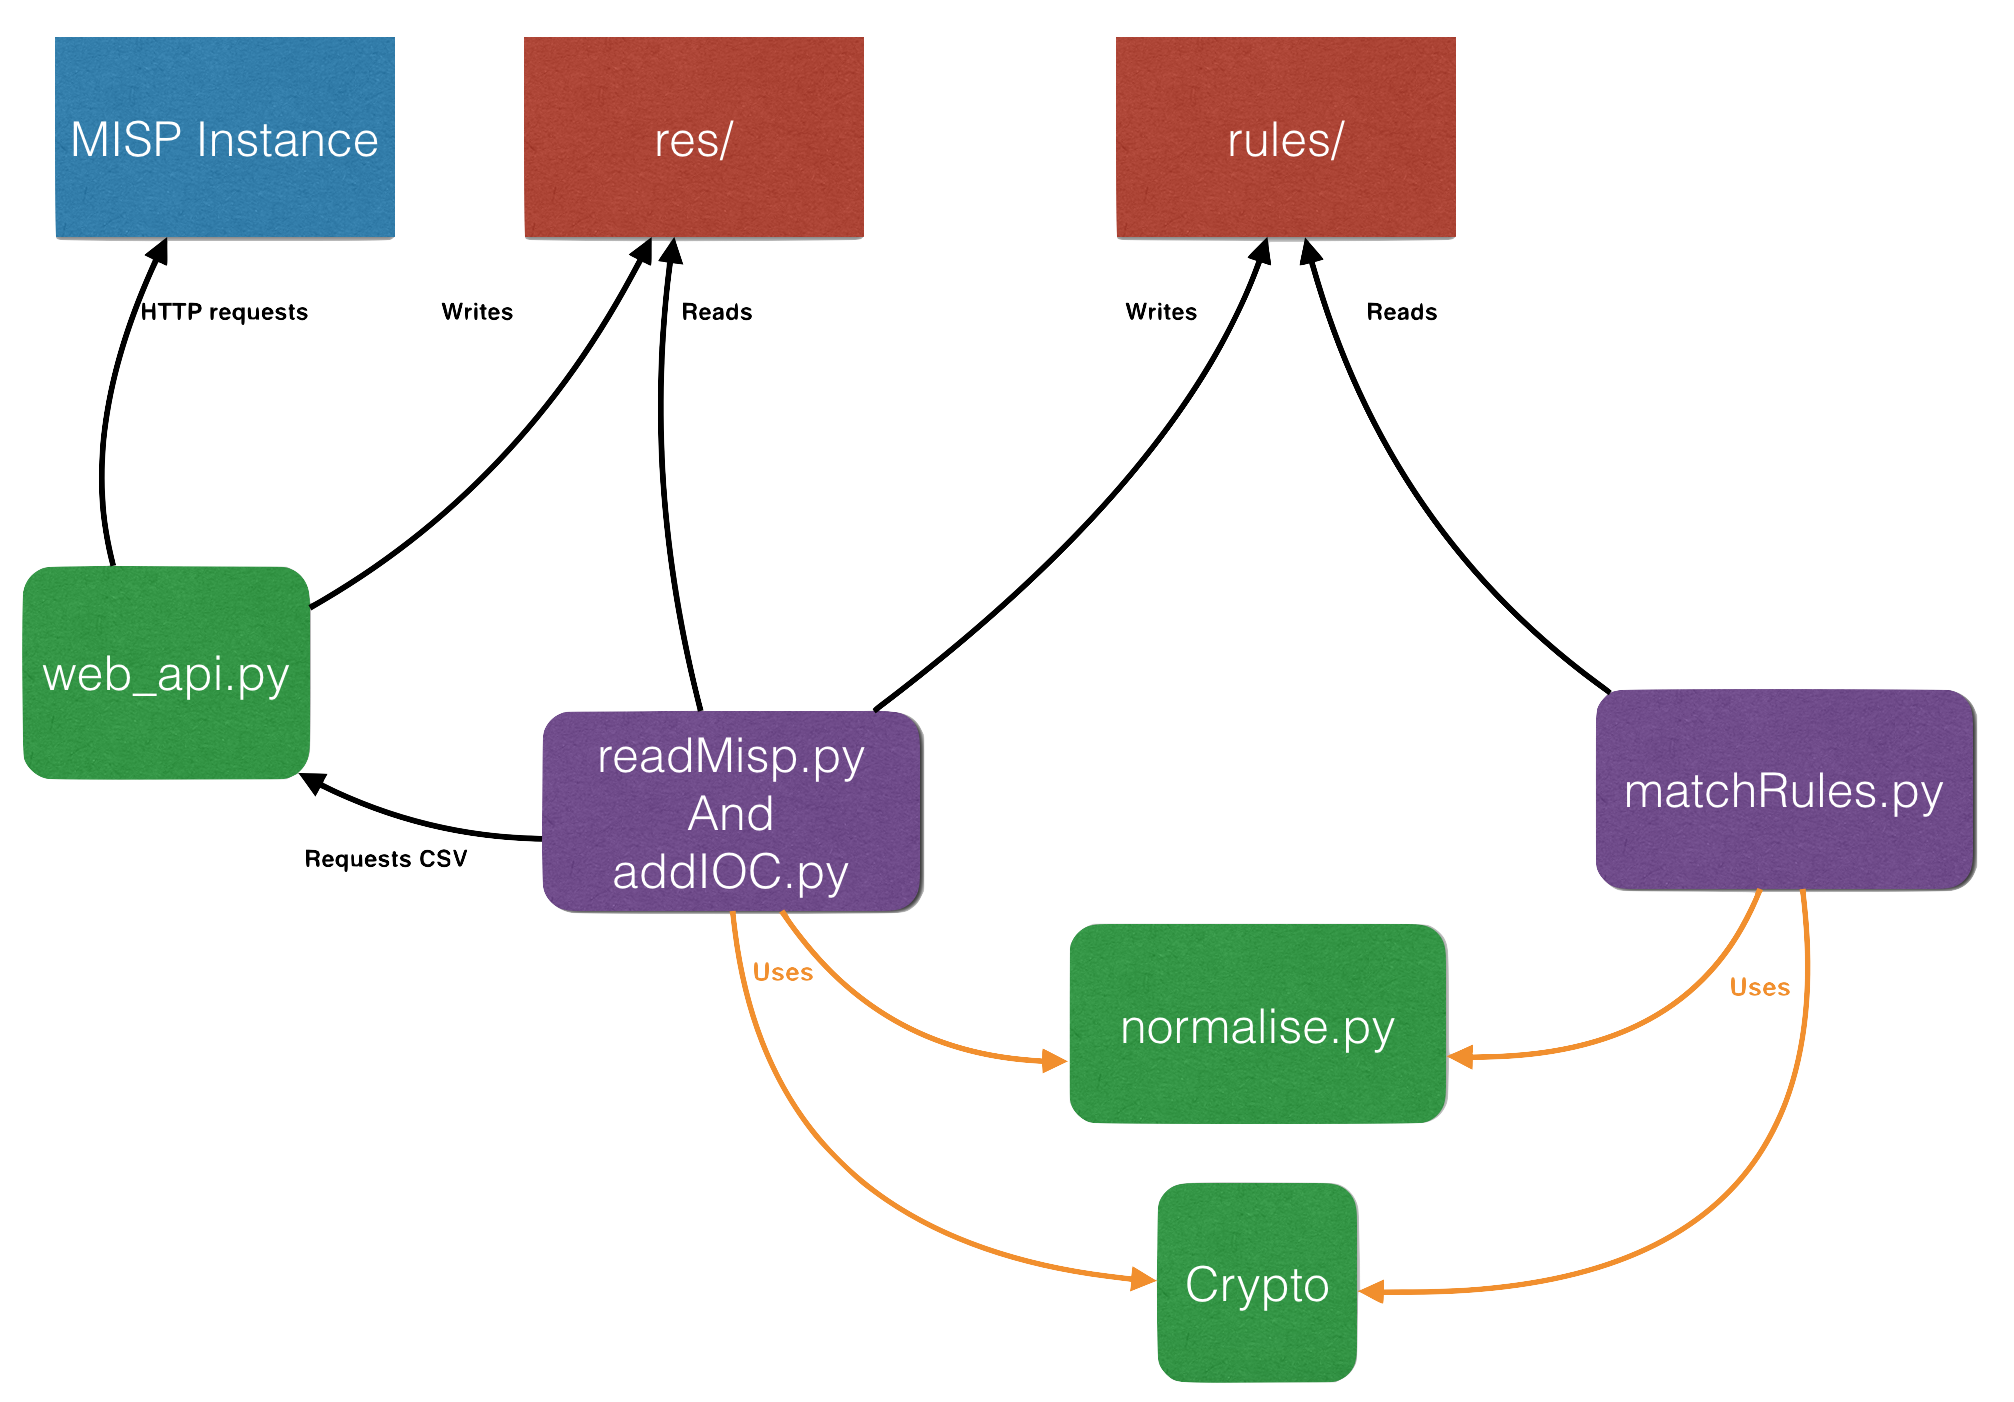 MISP Instance
res/
rules/
HTTP requests
Writes
Reads
Writes
Reads
web_api.py
readMisp.py
And
addIOC.py
matchRules.py
Requests CSV
Uses
Uses
normalise.py
Crypto